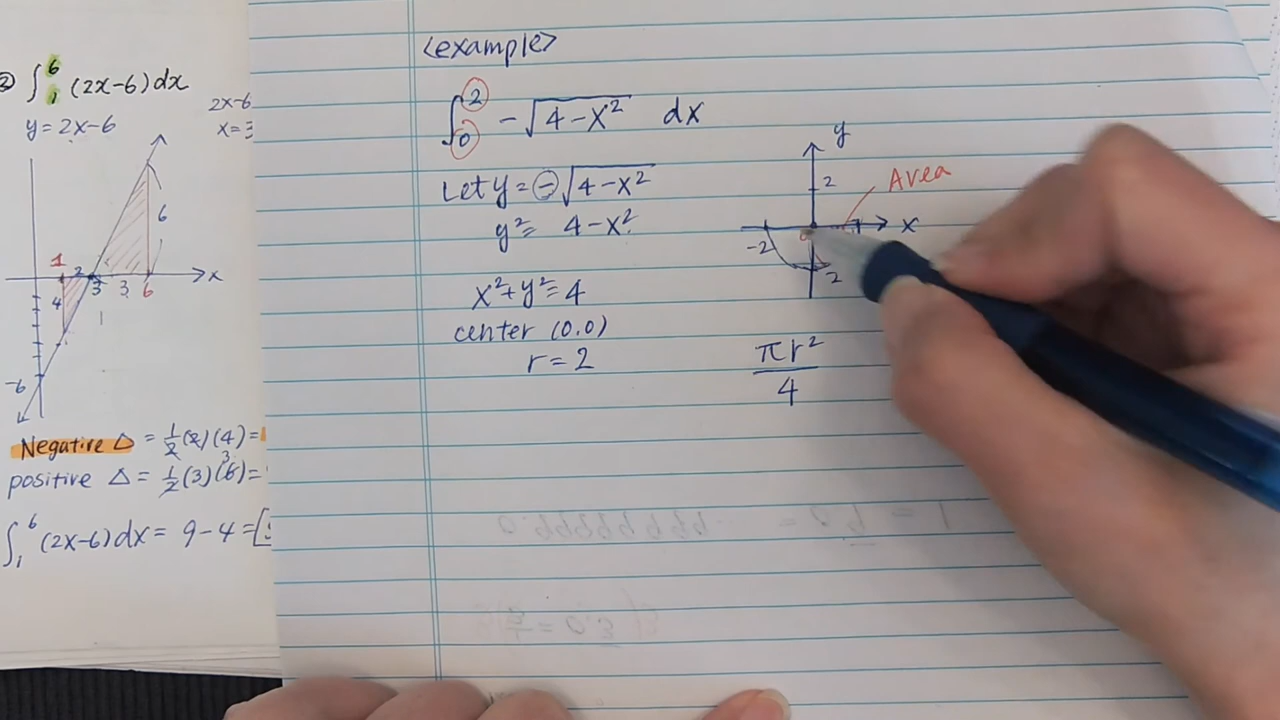 ② ∫₁⁶ (2x-6) dx
y = 2x-6
2x-6
x=3
6
1 2 3 3 6 x
4
-6
Negative △ = ½(2)(4)=
positive △ = ½(3)(6)=
3
∫₁⁶ (2x-6)dx = 9-4=
<example>
∫₀² -√4-x² dx
Let y = -√4-x²
y² = 4-x²
x²+y²=4
center (0.0)
r = 2
y
2
Area
x
-2
0
-2
πr²/4